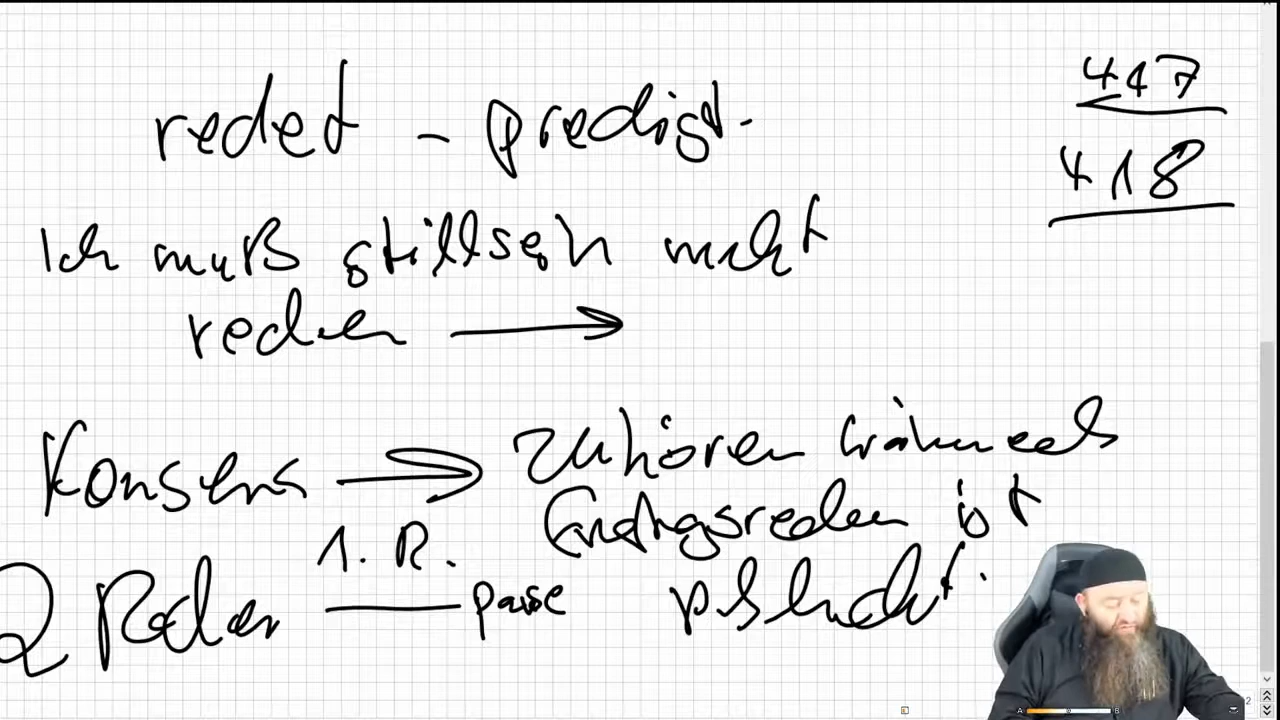 redet - predigt.
447
418
Ich muß stillsein nicht
reden →
Konsens → zuhören während
Freitagsreden ist
1. R.
2 Reden — pause pflicht.